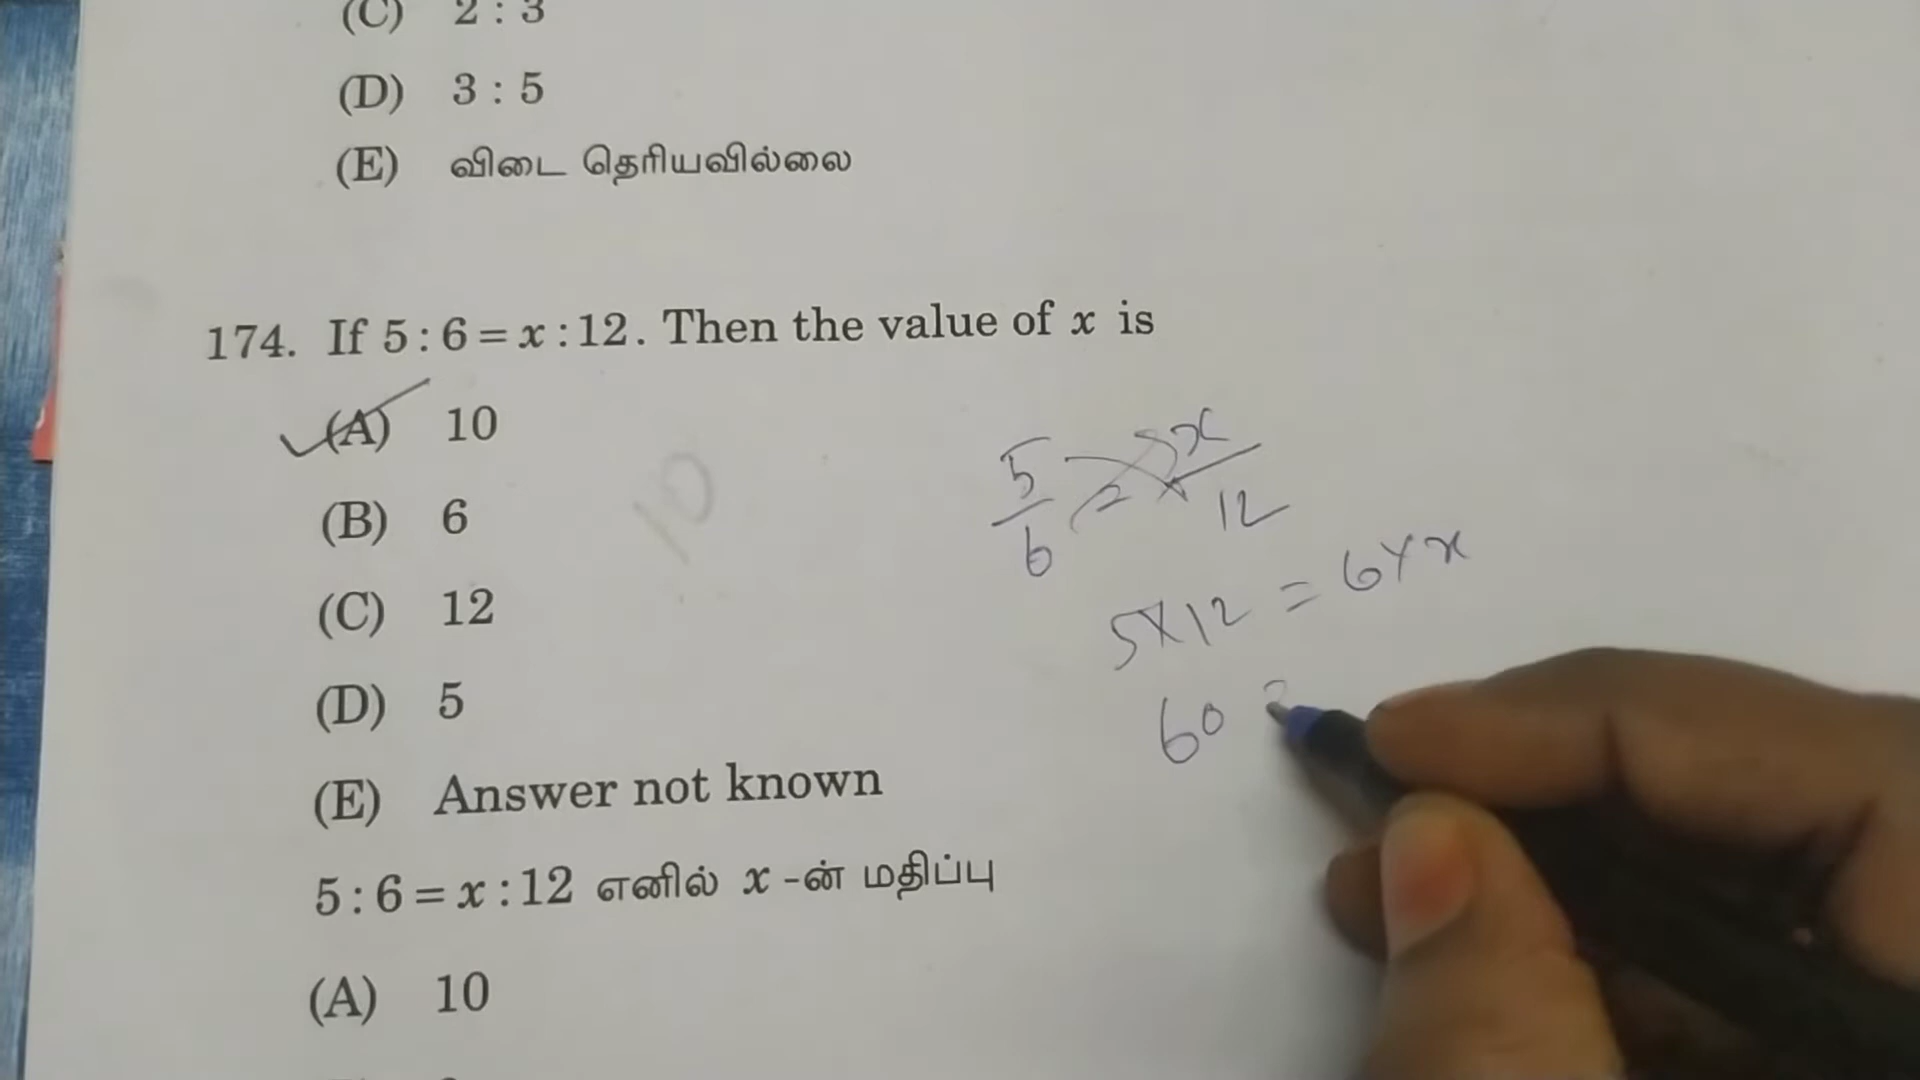 (C) 2 : 3
(D) 3 : 5
(E) விடை தெரியவில்லை
174. If 5 : 6 = x : 12. Then the value of x is
(A) 10
(B) 6
(C) 12
(D) 5
(E) Answer not known
10
5/6 = x/12
5 × 12 = 6 × x
60
5 : 6 = x : 12 எனில் x -ன் மதிப்பு
(A) 10